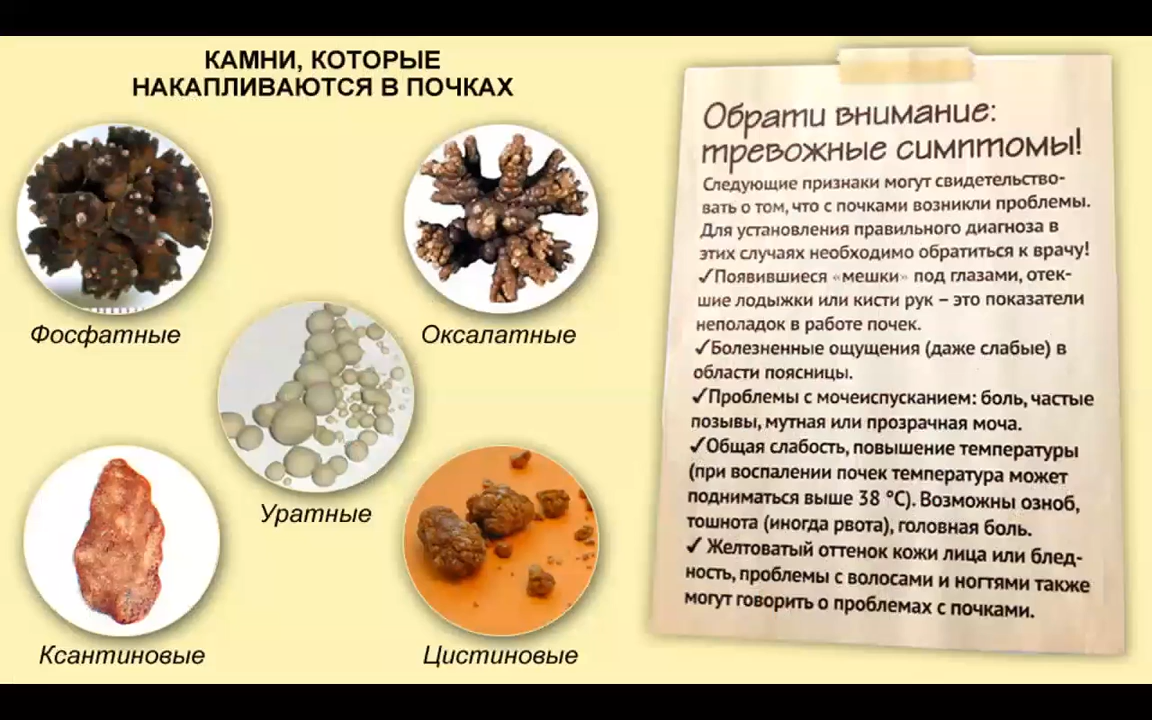 КАМНИ, КОТОРЫЕ
НАКАПЛИВАЮТСЯ В ПОЧКАХ
Фосфатные
Оксалатные
Уратные
Ксантиновые
Цистиновые
Обрати внимание:
тревожные симптомы!
Следующие признаки могут свидетельство-
вать о том, что с почками возникли проблемы.
Для установления правильного диагноза в
этих случаях необходимо обратиться к врачу!
✓Появившиеся «мешки» под глазами, отек-
шие лодыжки или кисти рук – это показатели
неполадок в работе почек.
✓Болезненные ощущения (даже слабые) в
области поясницы.
✓Проблемы с мочеиспусканием: боль, частые
позывы, мутная или прозрачная моча.
✓Общая слабость, повышение температуры
(при воспалении почек температура может
подниматься выше 38 °С). Возможны озноб,
тошнота (иногда рвота), головная боль.
✓ Желтоватый оттенок кожи лица или блед-
ность, проблемы с волосами и ногтями также
могут говорить о проблемах с почками.